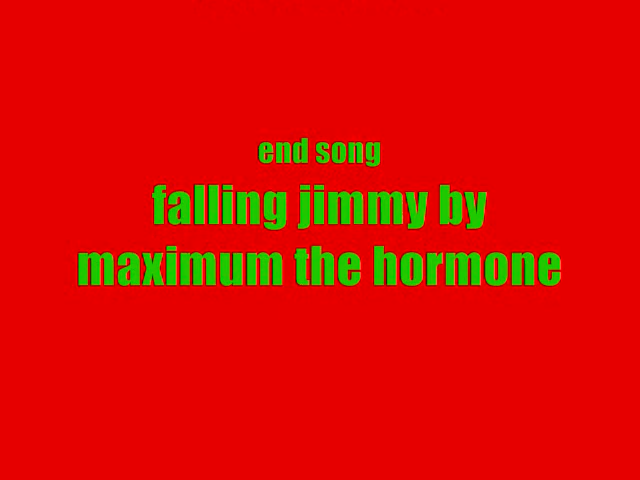 end song
falling jimmy by
maximum the hormone